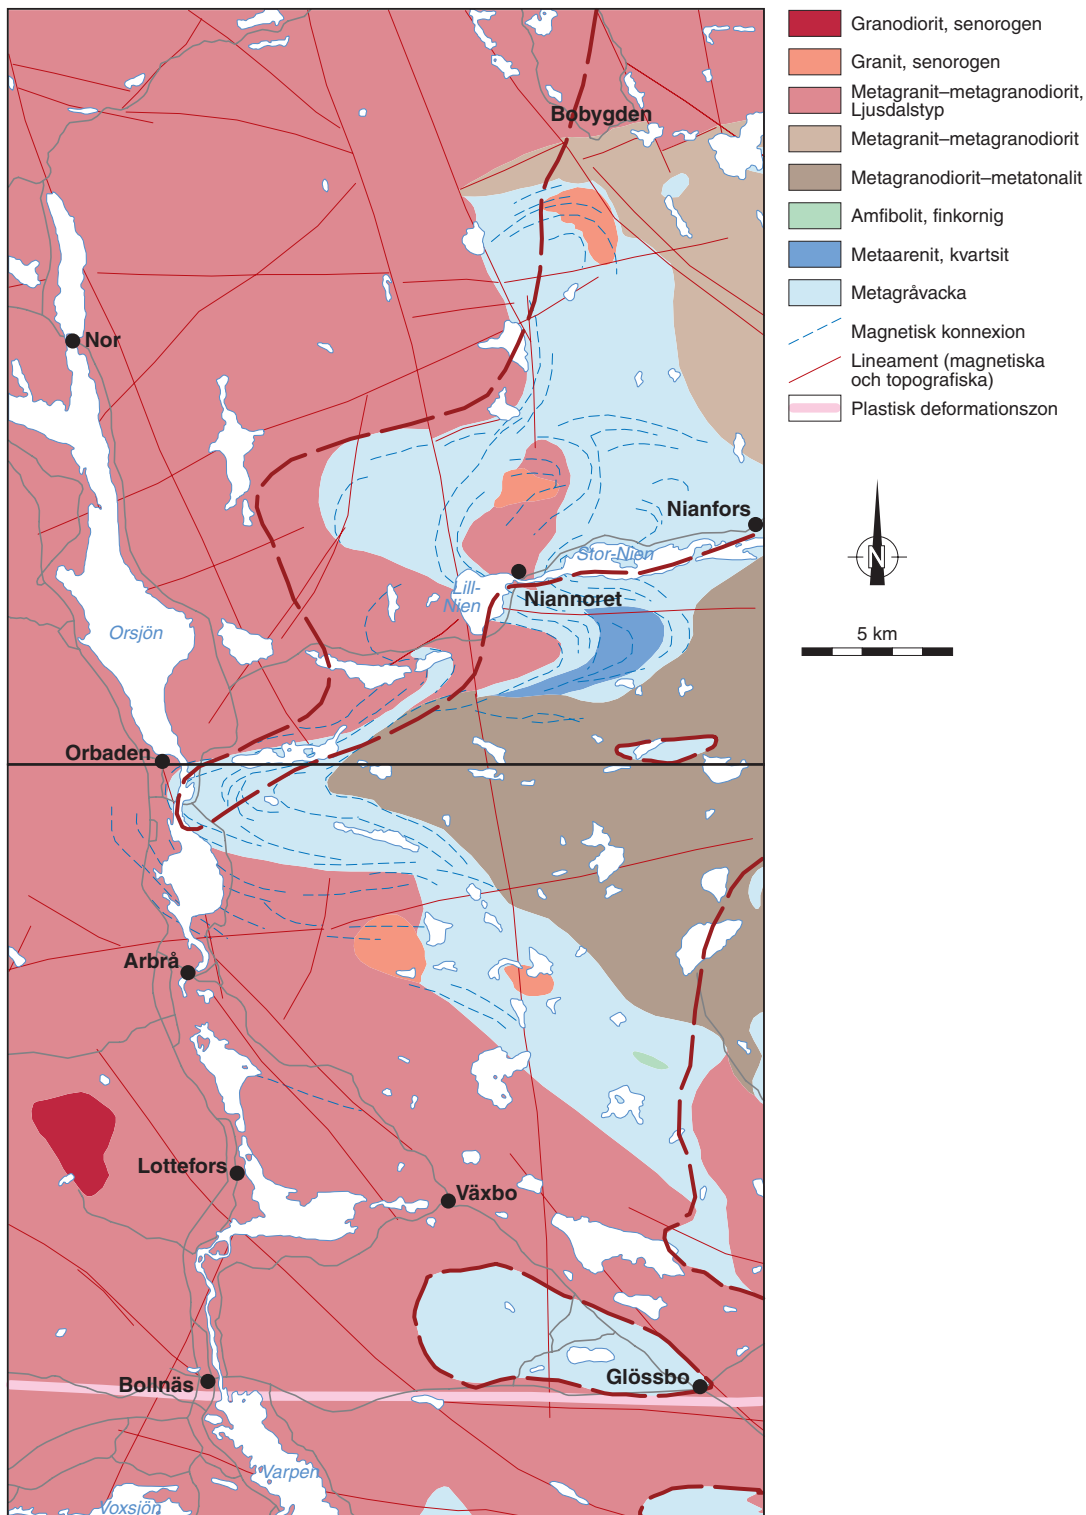 Granodiorit, senorogen
Granit, senorogen
Metagranit–metagranodiorit,
Ljusdalstyp
Metagranit–metagranodiorit
Metagranodiorit–metatonalit
Amfibolit, finkornig
Metaarenit, kvartsit
Metagråvacka
Magnetisk konnexion
Lineament (magnetiska
och topografiska)
Plastisk deformationszon
N
5 km
Bobygden
Nor
Nianfors
Stor-Nien
Lill-
Nien
Niannoret
Orsjön
Orbaden
Arbrå
Lottefors
Växbo
Glössbo
Bollnäs
Varpen
Voxsjön